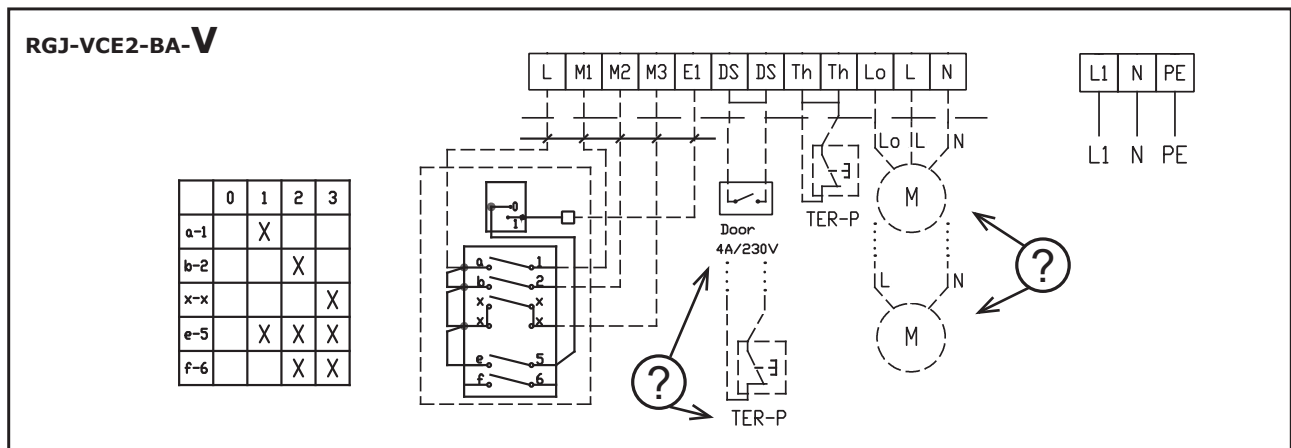 RGJ-VCE2-BA-V
L M1 M2 M3 E1 DS DS Th Th Lo L N
L1 N PE
Lo L N
L1 N PE
0 1 2 3
a-1 X
b-2 X
x-x X
e-5 X X X
f-6 X X
0
1
a 1
b 2
x x
x x
e 5
f 6
Door
4A/230V
TER-P
M
?
L N
M
?
TER-P